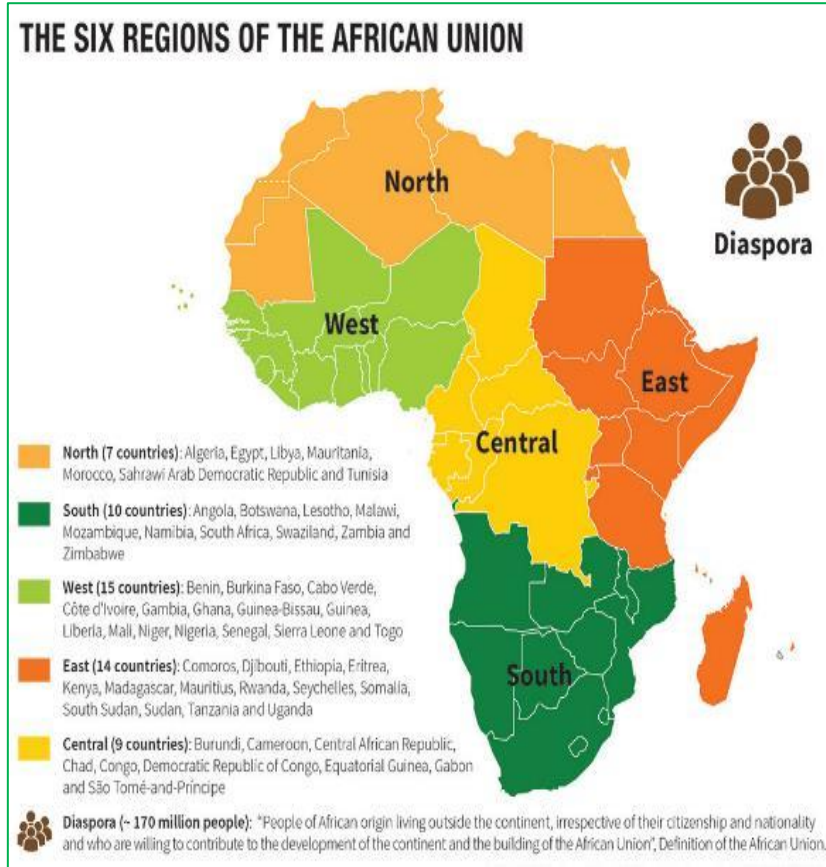 THE SIX REGIONS OF THE AFRICAN UNION
North
Diaspora
West
East
Central
South
North (7 countries): Algeria, Egypt, Libya, Mauritania,
Morocco, Sahrawi Arab Democratic Republic and Tunisia
South (10 countries): Angola, Botswana, Lesotho, Malawi,
Mozambique, Namibia, South Africa, Swaziland, Zambia and
Zimbabwe
West (15 countries): Benin, Burkina Faso, Cabo Verde,
Côte d'Ivoire, Gambia, Ghana, Guinea-Bissau, Guinea,
Liberia, Mali, Niger, Nigeria, Senegal, Sierra Leone and Togo
East (14 countries): Comoros, Djibouti, Ethiopia, Eritrea,
Kenya, Madagascar, Mauritius, Rwanda, Seychelles, Somalia,
South Sudan, Sudan, Tanzania and Uganda
Central (9 countries): Burundi, Cameroon, Central African Republic,
Chad, Congo, Democratic Republic of Congo, Equatorial Guinea, Gabon
and São Tomé-and-Príncipe
Diaspora (~ 170 million people): "People of African origin living outside the continent, irrespective of their citizenship and nationality
and who are willing to contribute to the development of the continent and the building of the African Union", Definition of the African Union.